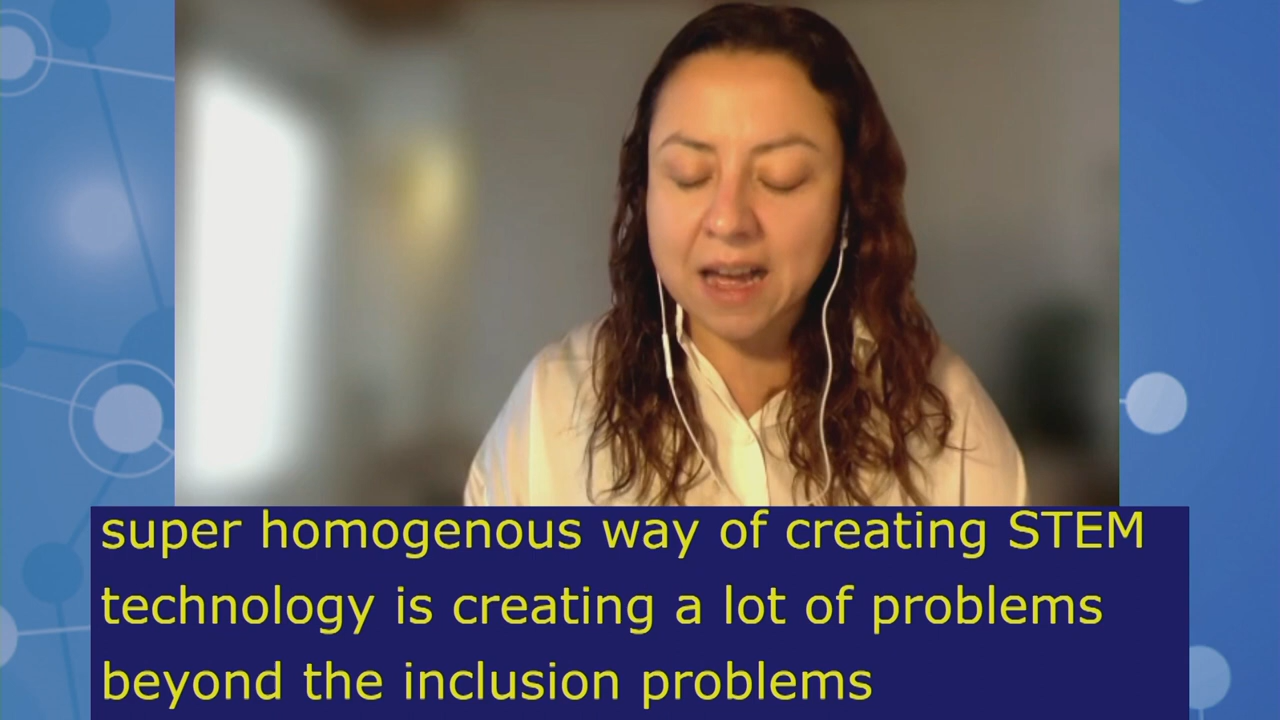 super homogenous way of creating STEM
technology is creating a lot of problems
beyond the inclusion problems